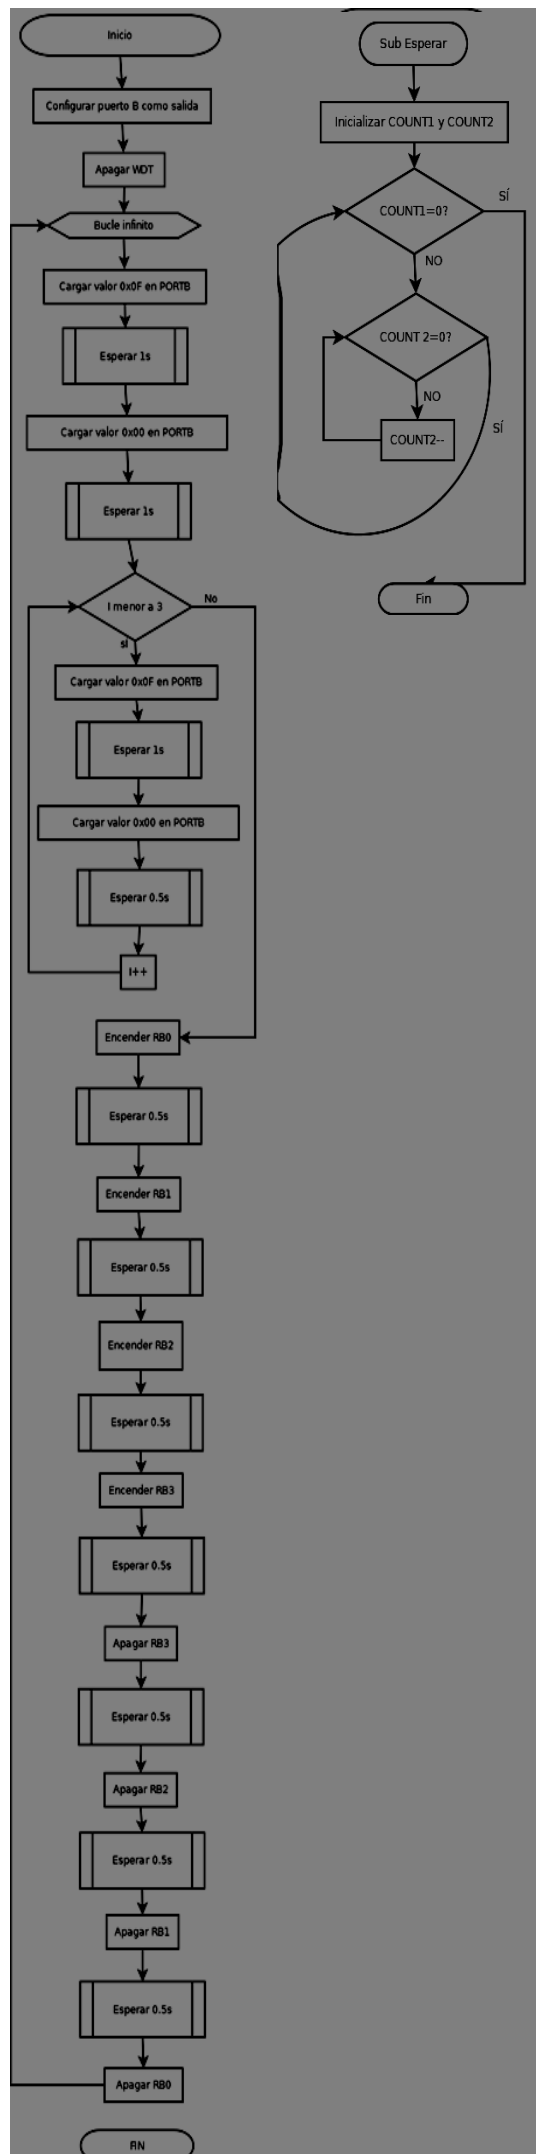 Inicio
Configurar puerto B como salida
Apagar WDT
Bucle infinito
Cargar valor 0x0F en PORTB
Esperar 1s
Cargar valor 0x00 en PORTB
Esperar 1s
I menor a 3
No
sí
Cargar valor 0x0F en PORTB
Esperar 1s
Cargar valor 0x00 en PORTB
Esperar 0.5s
I++
Encender RB0
Esperar 0.5s
Encender RB1
Esperar 0.5s
Encender RB2
Esperar 0.5s
Encender RB3
Esperar 0.5s
Apagar RB3
Esperar 0.5s
Apagar RB2
Esperar 0.5s
Apagar RB1
Esperar 0.5s
Apagar RB0
FIN
Sub Esperar
Inicializar COUNT1 y COUNT2
COUNT1=0?
SÍ
NO
COUNT 2=0?
NO
SÍ
COUNT2--
Fin